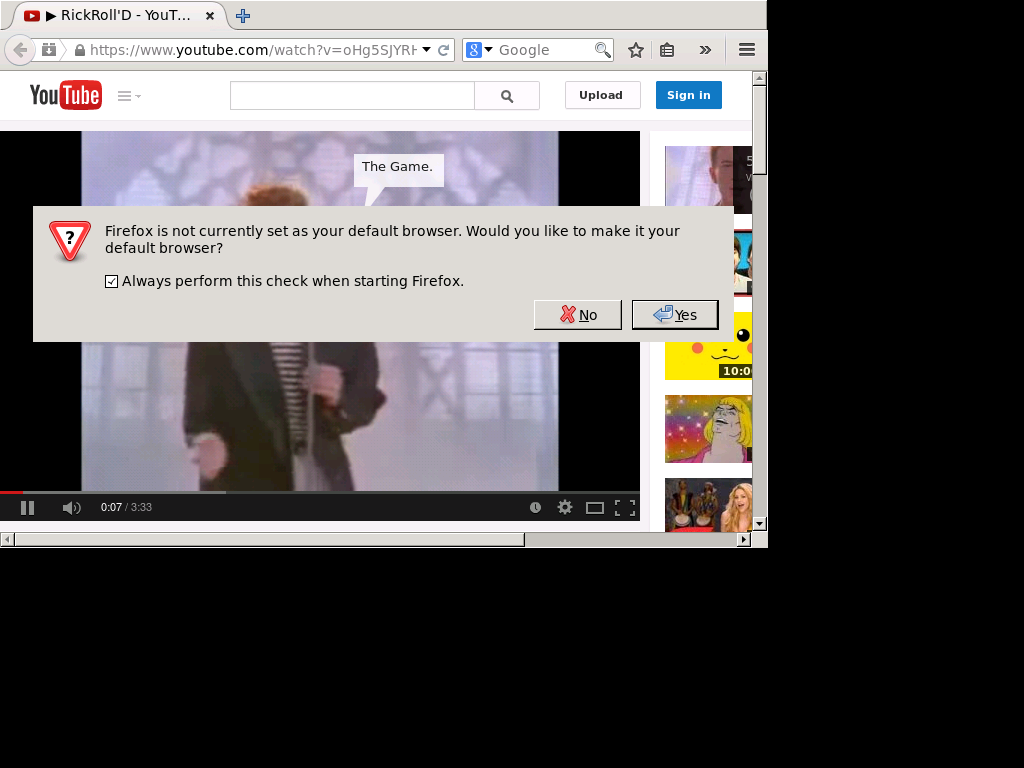 ▶ RickRoll'D - YouT...
https://www.youtube.com/watch?v=oHg5SJYRH
Google
YouTube
Upload
Sign in
The Game.
Firefox is not currently set as your default browser. Would you like to make it your
default browser?
Always perform this check when starting Firefox.
No
Yes
10:0
0:07 / 3:33